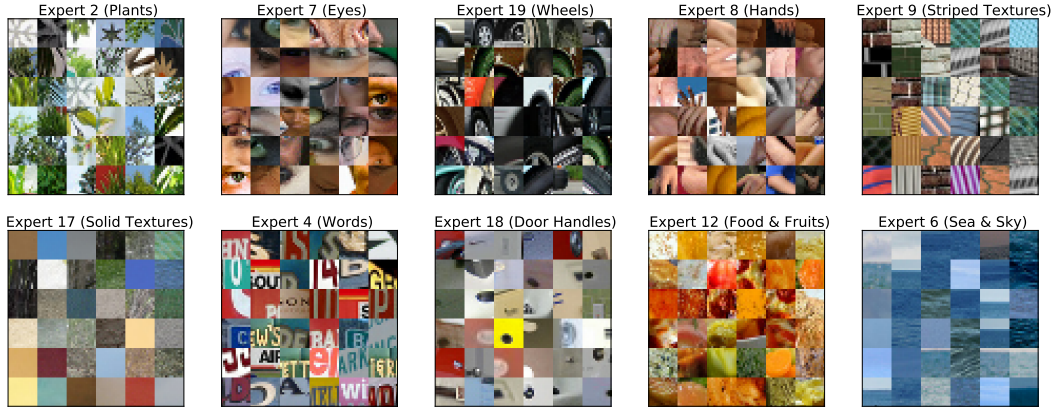 Expert 2 (Plants)
Expert 7 (Eyes)
Expert 19 (Wheels)
Expert 8 (Hands)
Expert 9 (Striped Textures)
Expert 17 (Solid Textures)
Expert 4 (Words)
Expert 18 (Door Handles)
Expert 12 (Food & Fruits)
Expert 6 (Sea & Sky)